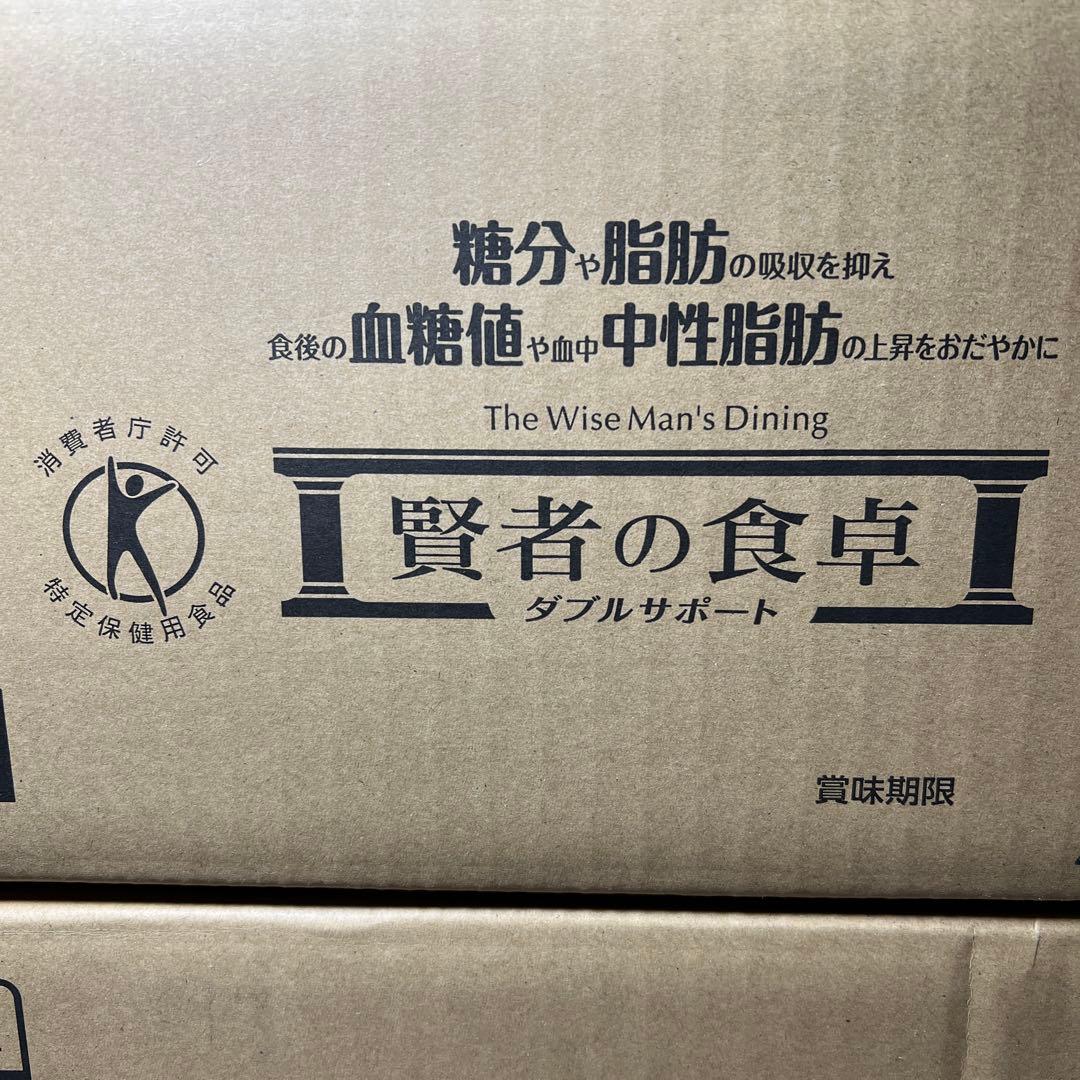 糖分や脂肪の吸収を抑え
食後の血糖値や血中中性脂肪の上昇をおだやかに
The Wise Man's Dining
消費者庁許可
特定保健用食品
賢者の食卓
ダブルサポート
賞味期限